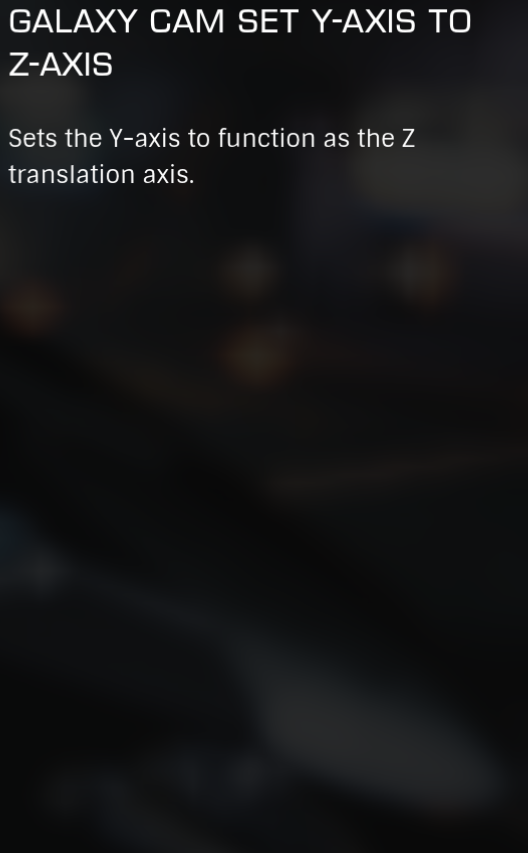 GALAXY CAM SET Y-AXIS TO
Z-AXIS
Sets the Y-axis to function as the Z
translation axis.